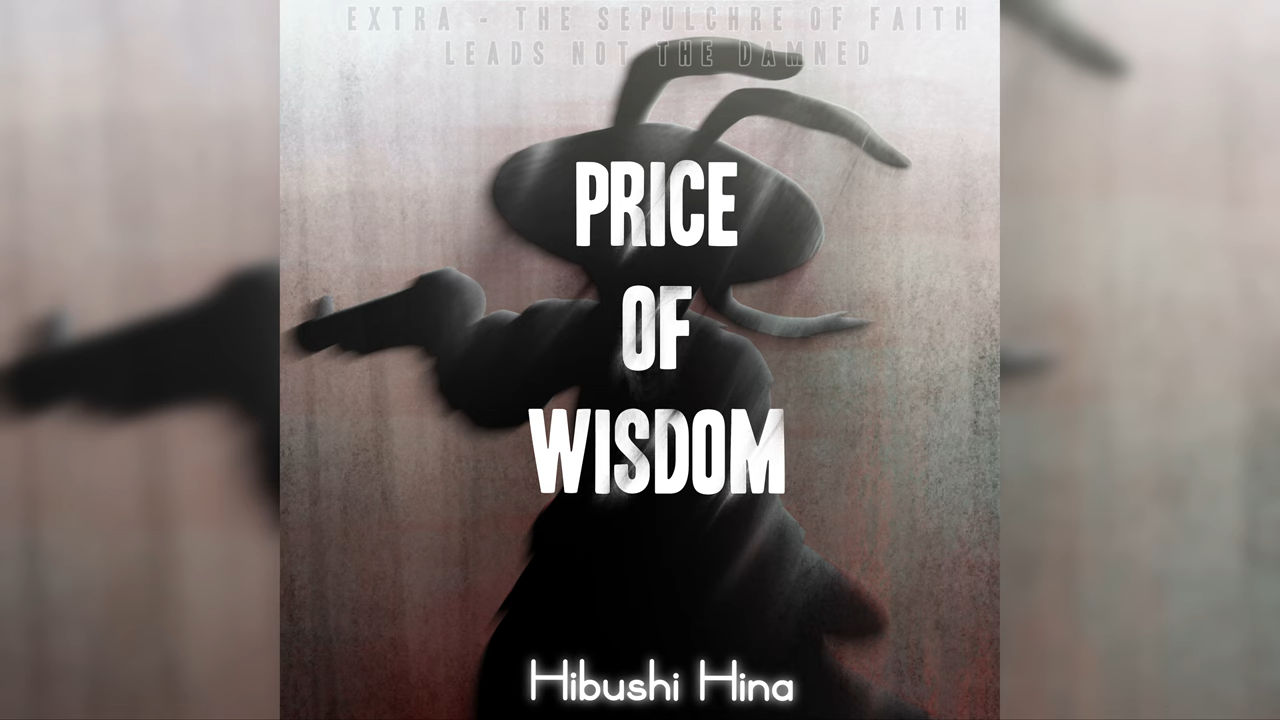 EXTRA - THE SEPULCHRE OF FAITH
LEADS NOT THE DAMNED
PRICE
OF
WISDOM
Hibushi Hina